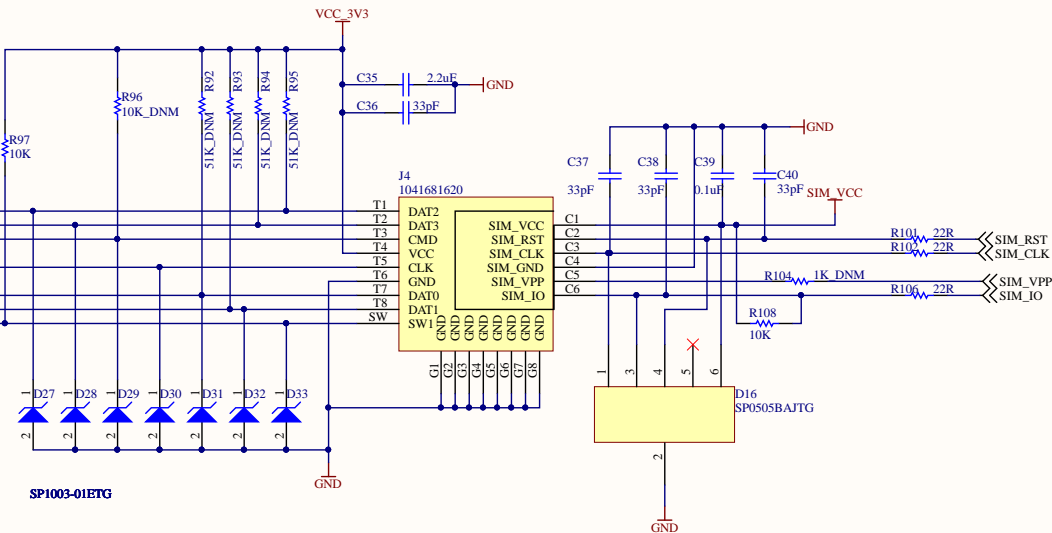 VCC_3V3
R96
10K_DNM
R97
10K
R92
51K_DNM
R93
51K_DNM
R94
51K_DNM
R95
51K_DNM
C35
2.2uF
GND
C36
33pF
GND
C37
33pF
C38
33pF
C39
0.1uF
C40
33pF
SIM_VCC
J4
1041681620
T1
DAT2
T2
DAT3
T3
CMD
T4
VCC
T5
CLK
T6
GND
T7
DAT0
T8
DAT1
SW
SW1
SIM_VCC
C1
SIM_RST
C2
SIM_CLK
C3
SIM_GND
C4
SIM_VPP
C5
SIM_IO
C6
GND
GND
GND
GND
GND
GND
GND
GND
G1
G2
G3
G4
G5
G6
G7
G8
R101
22R
SIM_RST
R102
22R
SIM_CLK
R104
1K_DNM
SIM_VPP
R106
22R
SIM_IO
R108
10K
1
3
4
5
6
D16
SP0505BAJTG
2
GND
1
D27
2
1
D28
2
1
D29
2
1
D30
2
1
D31
2
1
D32
2
1
D33
2
GND
SP1003-01ETG